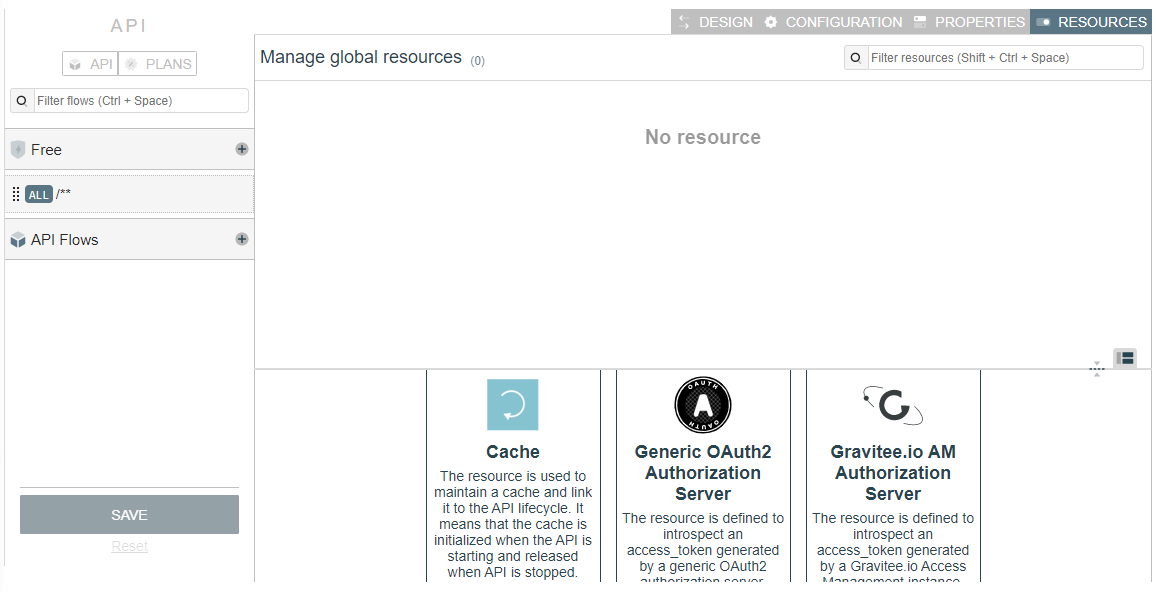 API
DESIGN CONFIGURATION PROPERTIES RESOURCES
API PLANS
Manage global resources (0)
Filter resources (Shift + Ctrl + Space)
Filter flows (Ctrl + Space)
Free
ALL /**
API Flows
SAVE
Reset
No resource
Cache
The resource is used to
maintain a cache and link
it to the API lifecycle. It
means that the cache is
initialized when the API is
starting and released
when API is stopped.
OAUTH
A
OAUTH
Generic OAuth2
Authorization
Server
The resource is defined to
introspect an
access_token generated
by a generic OAuth2
authorization server.
Gravitee.io AM
Authorization
Server
The resource is defined to
introspect an
access_token generated
by a Gravitee.io Access
Management instance.